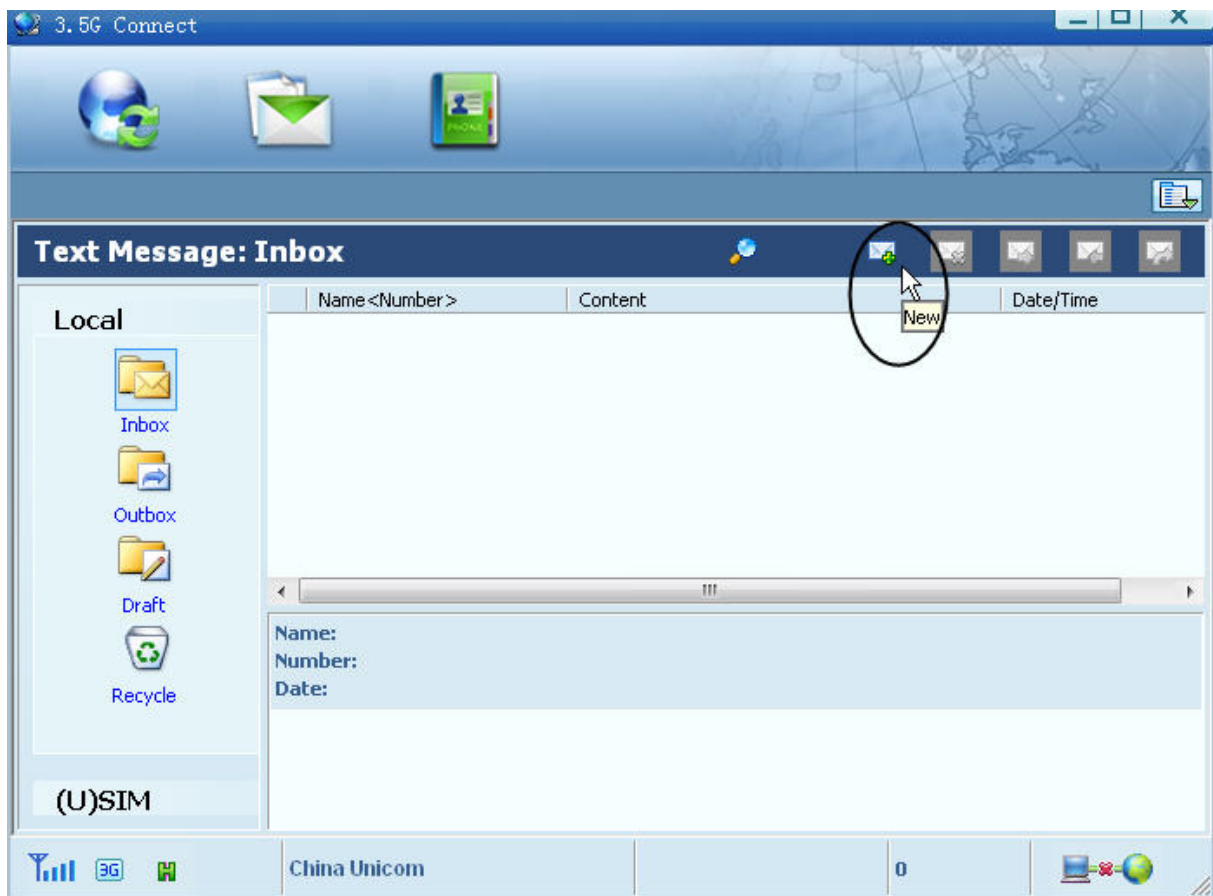 3.5G Connect
PHONE
Text Message: Inbox
New
Name<Number>
Content
Date/Time
Local
Inbox
Outbox
Draft
Recycle
(U)SIM
Name:
Number:
Date:
3G
H
China Unicom
0